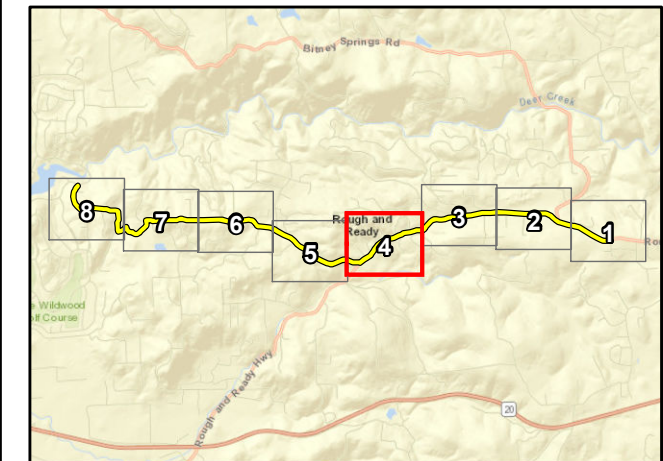 Bitney Springs Rd
Deer Creek
8
7
6
5
Rough and
Ready
4
3
2
1
Ro
e Wildwood
olf Course
Rough and Ready Hwy
20